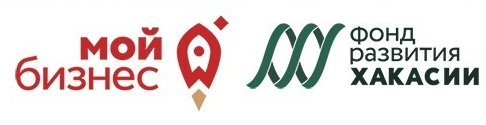 мой
бизнес
фонд
развития
ХАКАСИИ